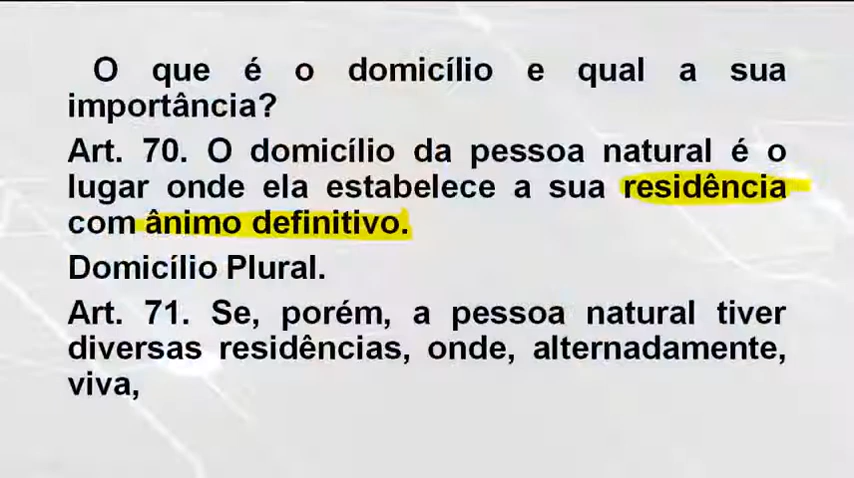 O que é o domicílio e qual a sua
importância?
Art. 70. O domicílio da pessoa natural é o
lugar onde ela estabelece a sua residência
com ânimo definitivo.
Domicílio Plural.
Art. 71. Se, porém, a pessoa natural tiver
diversas residências, onde, alternadamente,
viva,